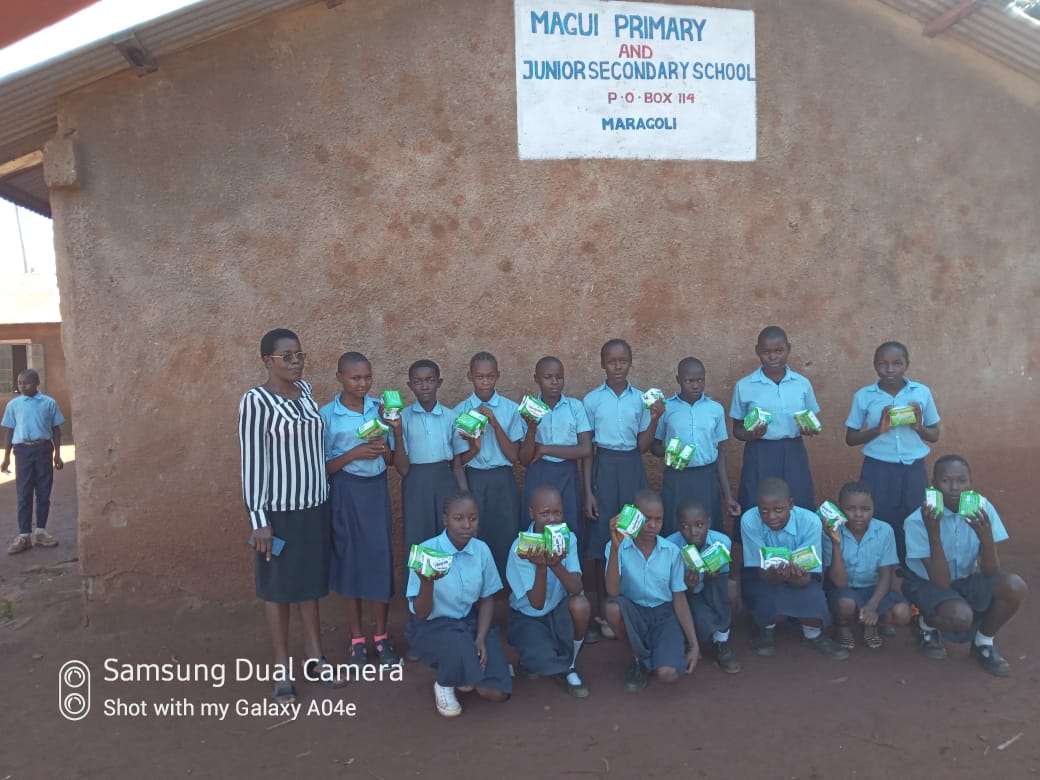 MAGUI PRIMARY
AND
JUNIOR SECONDARY SCHOOL
P·O·BOX 114
MARAGOLI
Samsung Dual Camera
Shot with my Galaxy A04e